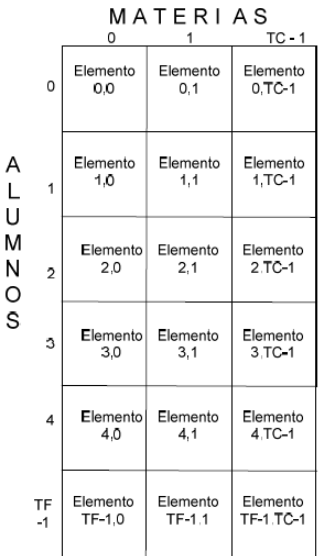 MATERIAS
0 1 TC - 1
Elemento Elemento Elemento
0 0,0 0,1 0,TC-1
ALUMNOS
Elemento Elemento Elemento
1 1,0 1,1 1,TC-1
Elemento Elemento Elemento
2 2,0 2,1 2.TC-1
Elemento Elemento Elemento
3 3,0 3,1 3.TC-1
Elemento Elemento Elemento
4 4,0 4,1 4.TC-1
TF Elemento Elemento Elemento
-1 TF-1,0 TF-1.1 TF-1.TC-1